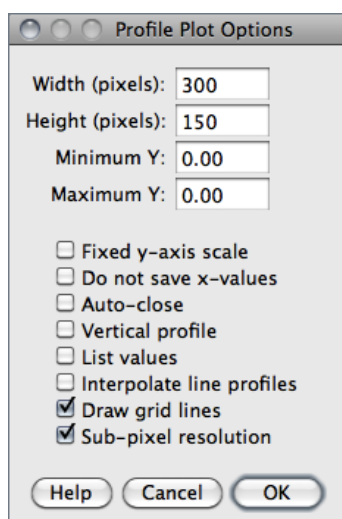 Profile Plot Options
Width (pixels): 300
Height (pixels): 150
Minimum Y: 0.00
Maximum Y: 0.00
Fixed y-axis scale
Do not save x-values
Auto-close
Vertical profile
List values
Interpolate line profiles
Draw grid lines
Sub-pixel resolution
Help Cancel OK